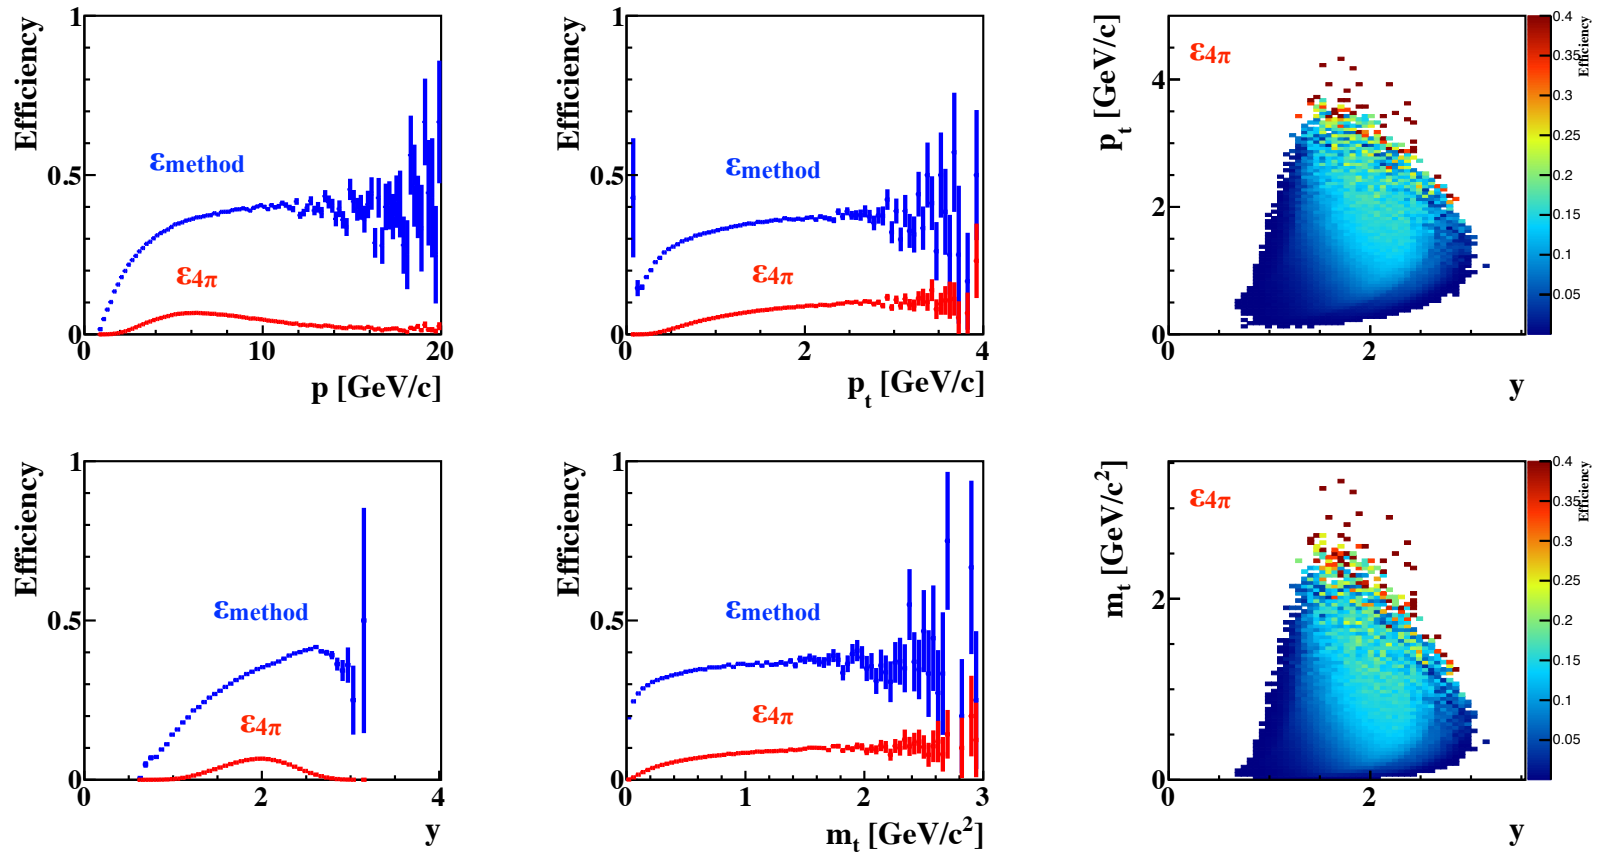 Efficiency
1
0.5
0
εmethod
ε4π
0
10
20
p [GeV/c]
Efficiency
1
0.5
0
εmethod
ε4π
0
2
4
pt [GeV/c]
pt [GeV/c]
4
2
0
ε4π
0
2
y
0.4
0.35
0.3
0.25
0.2
0.15
0.1
0.05
Efficiency
Efficiency
1
0.5
0
εmethod
ε4π
0
2
4
y
Efficiency
1
0.5
0
εmethod
ε4π
0
1
2
3
mt [GeV/c²]
mt [GeV/c²]
2
0
ε4π
0
2
y
0.4
0.35
0.3
0.25
0.2
0.15
0.1
0.05
Efficiency